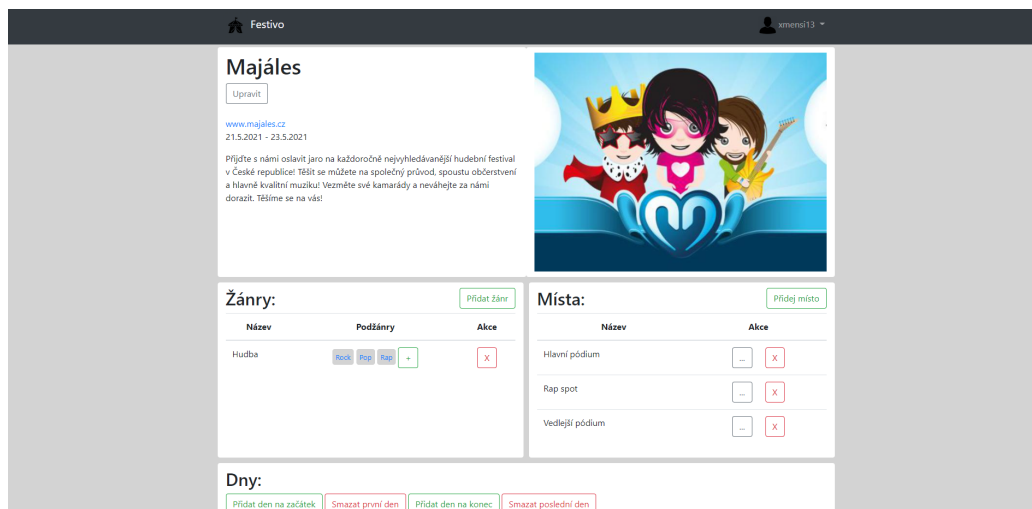 Festivo
xmensi13
Majáles
Upravit
www.majales.cz
21.5.2021 - 23.5.2021
Přijďte s námi oslavit jaro na každoročně nejvyhledávanější hudební festival
v České republice! Těšit se můžete na společný průvod, spoustu občerstvení
a hlavně kvalitní muziku! Vezměte své kamarády a neváhejte za námi
dorazit. Těšíme se na vás!
Žánry:
Přidat žánr
Název Podžánry Akce
Hudba Rock Pop Rap + X
Místa:
Přidej místo
Název Akce
Hlavní pódium ... X
Rap spot ... X
Vedlejší pódium ... X
Dny:
Přidat den na začátek Smazat první den Přidat den na konec Smazat poslední den